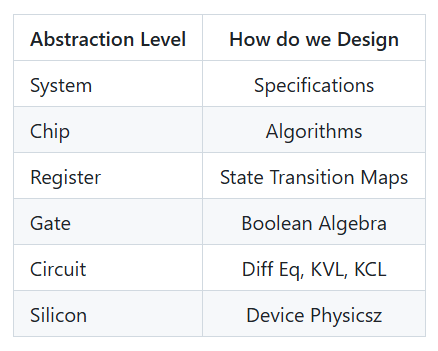 Abstraction Level How do we Design
System Specifications
Chip Algorithms
Register State Transition Maps
Gate Boolean Algebra
Circuit Diff Eq, KVL, KCL
Silicon Device Physicsz